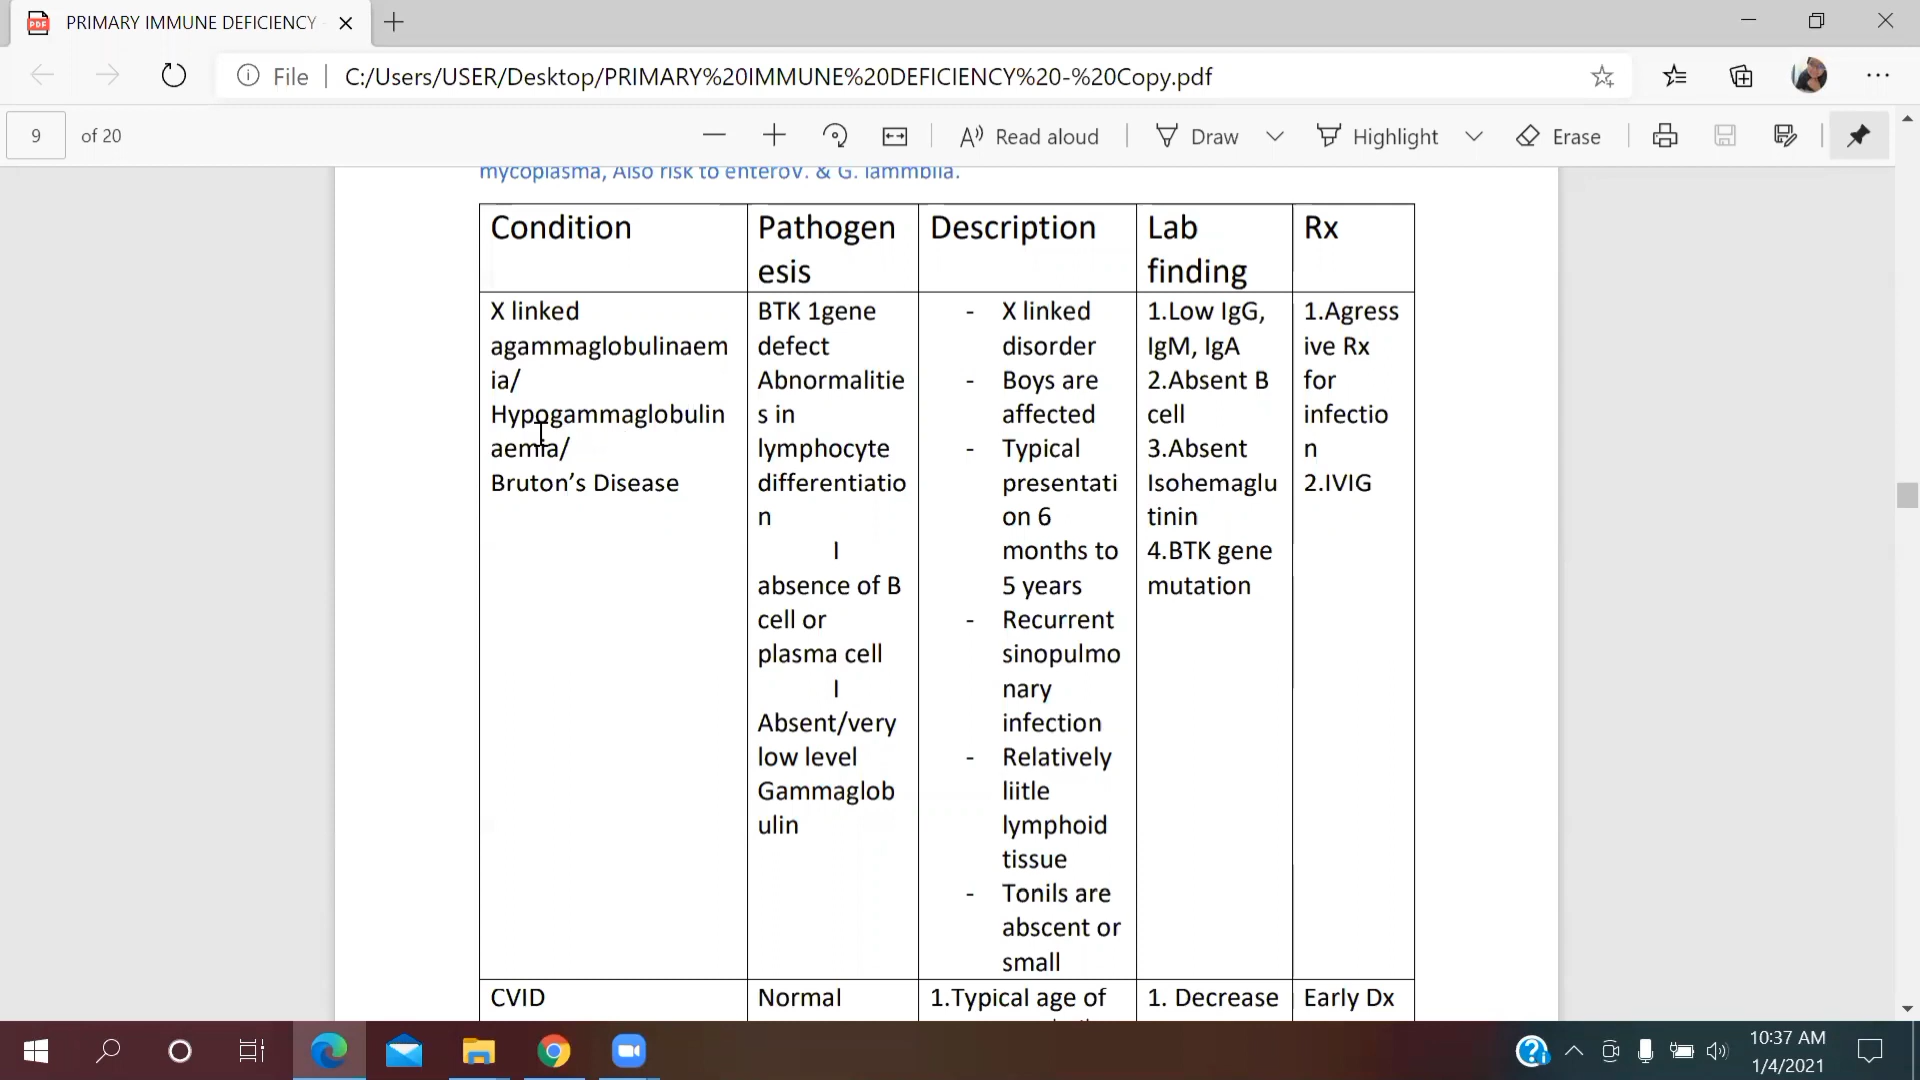 PRIMARY IMMUNE DEFICIENCY
File
C:/Users/USER/Desktop/PRIMARY%20IMMUNE%20DEFICIENCY%20-%20Copy.pdf
9
of 20
Read aloud
Draw
Highlight
Erase
mycoplasma, Also risk to enteroV. & G. lammblia.
Condition
Pathogen
esis
Description
Lab
finding
Rx
X linked
agammaglobulinaem
ia/
Hypogammaglobulin
aemia/
Bruton’s Disease
BTK 1gene
defect
Abnormalitie
s in
lymphocyte
differentiatio
n
I
absence of B
cell or
plasma cell
I
Absent/very
low level
Gammaglob
ulin
- X linked
disorder
- Boys are
affected
- Typical
presentati
on 6
months to
5 years
- Recurrent
sinopulmo
nary
infection
- Relatively
liitle
lymphoid
tissue
- Tonils are
abscent or
small
1.Low IgG,
IgM, IgA
2.Absent B
cell
3.Absent
Isohemaglu
tinin
4.BTK gene
mutation
1.Agress
ive Rx
for
infectio
n
2.IVIG
CVID
Normal
1.Typical age of
1. Decrease
Early Dx
10:37 AM
1/4/2021